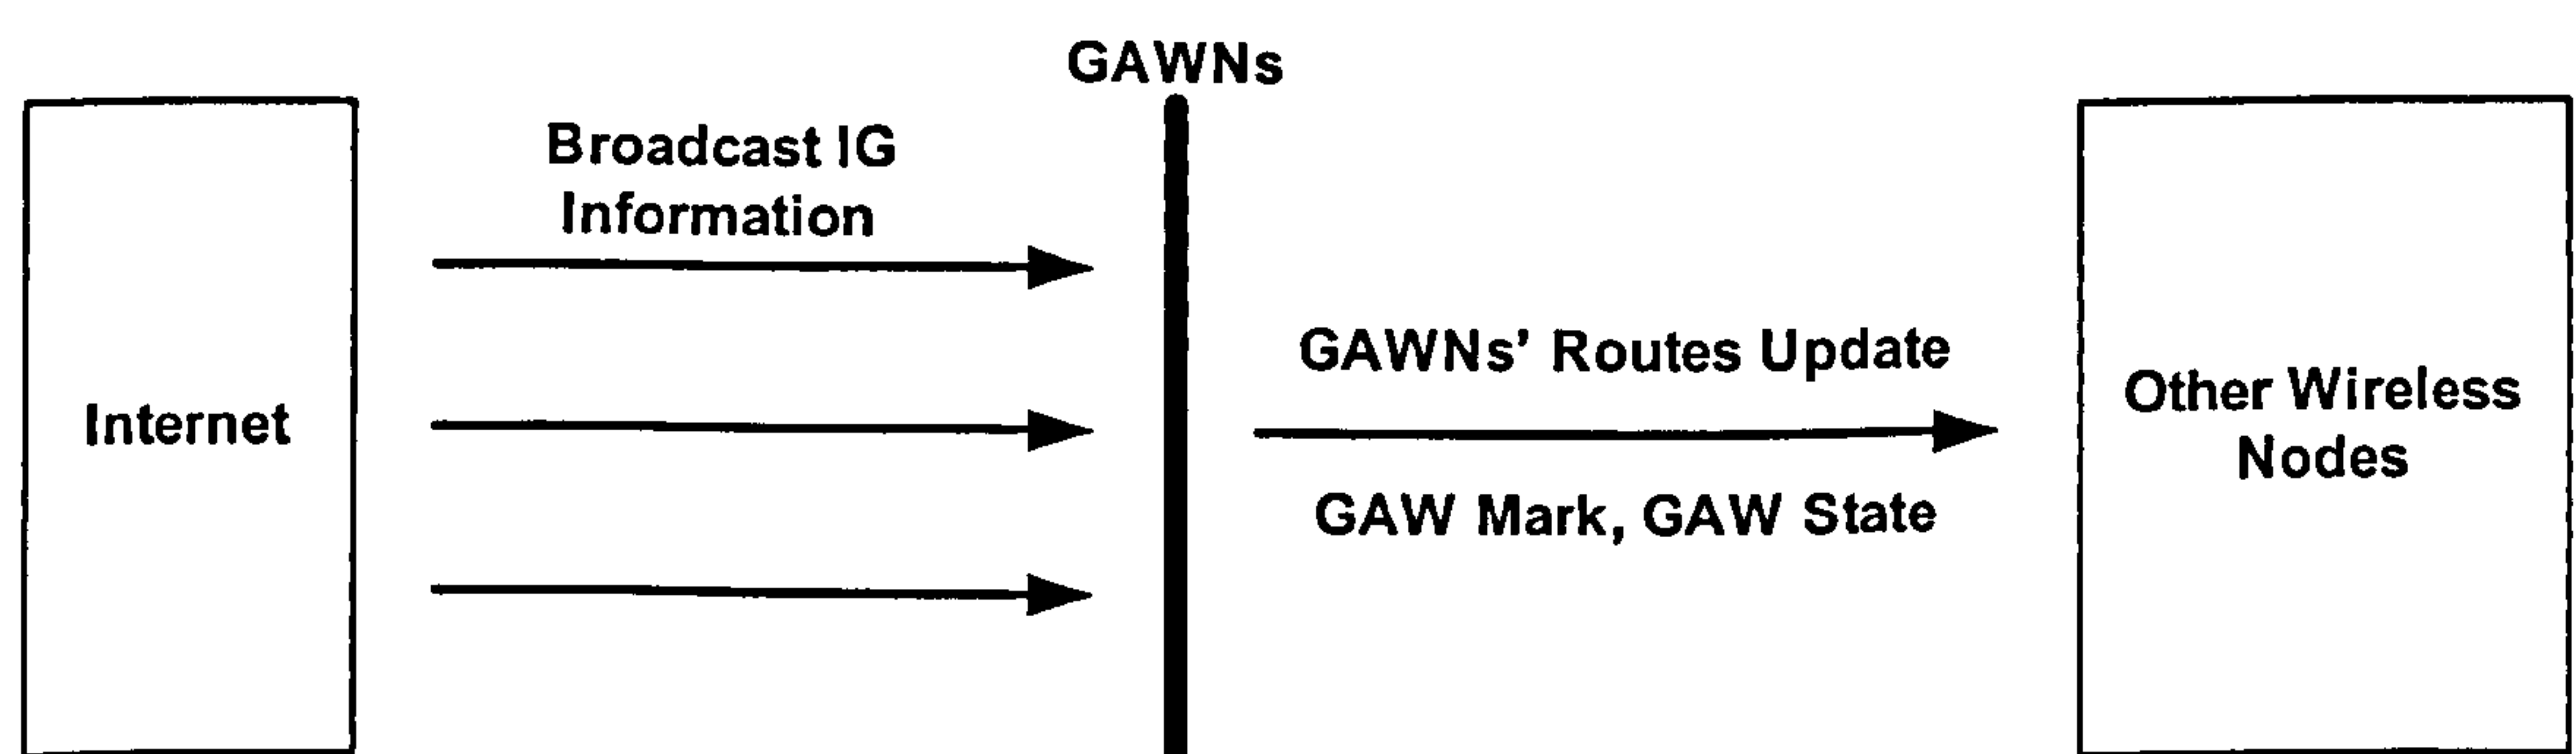 GAWNs
Broadcast IG
Information
Internet
GAWNs' Routes Update
GAW Mark, GAW State
Other Wireless
Nodes